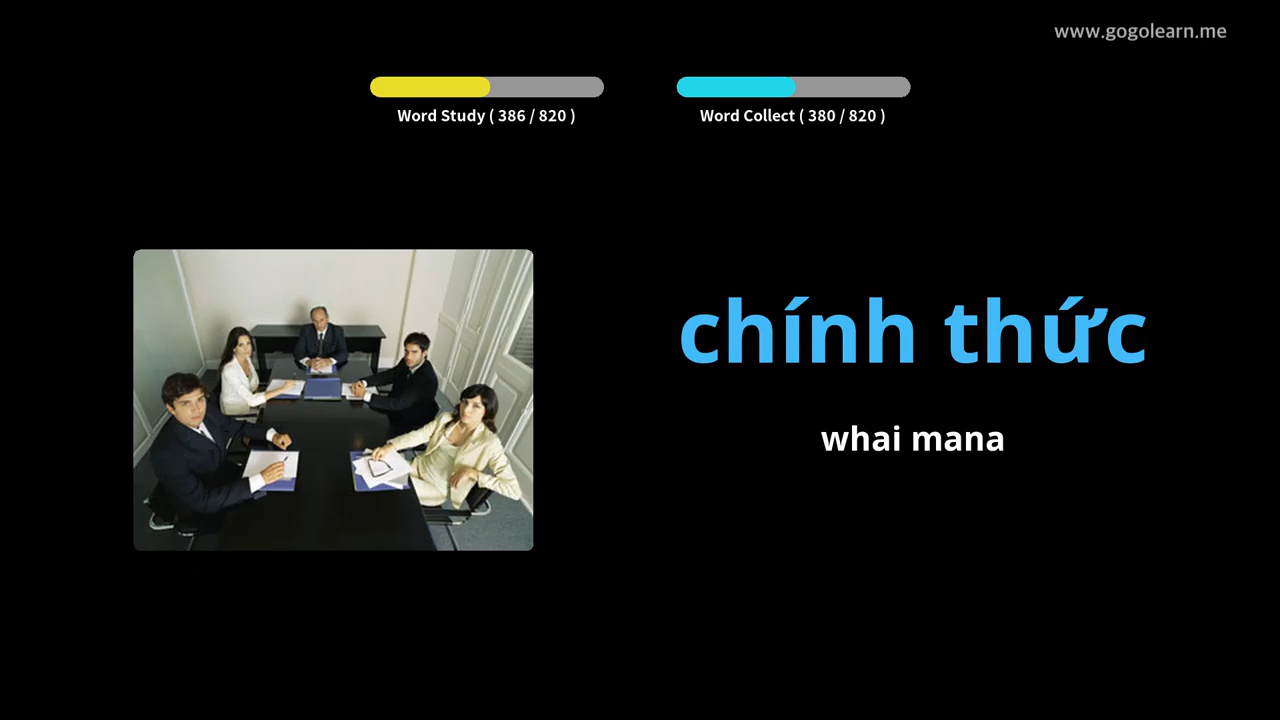 www.gogolearn.me
Word Study ( 386 / 820 )
Word Collect ( 380 / 820 )
chính thức
whai mana